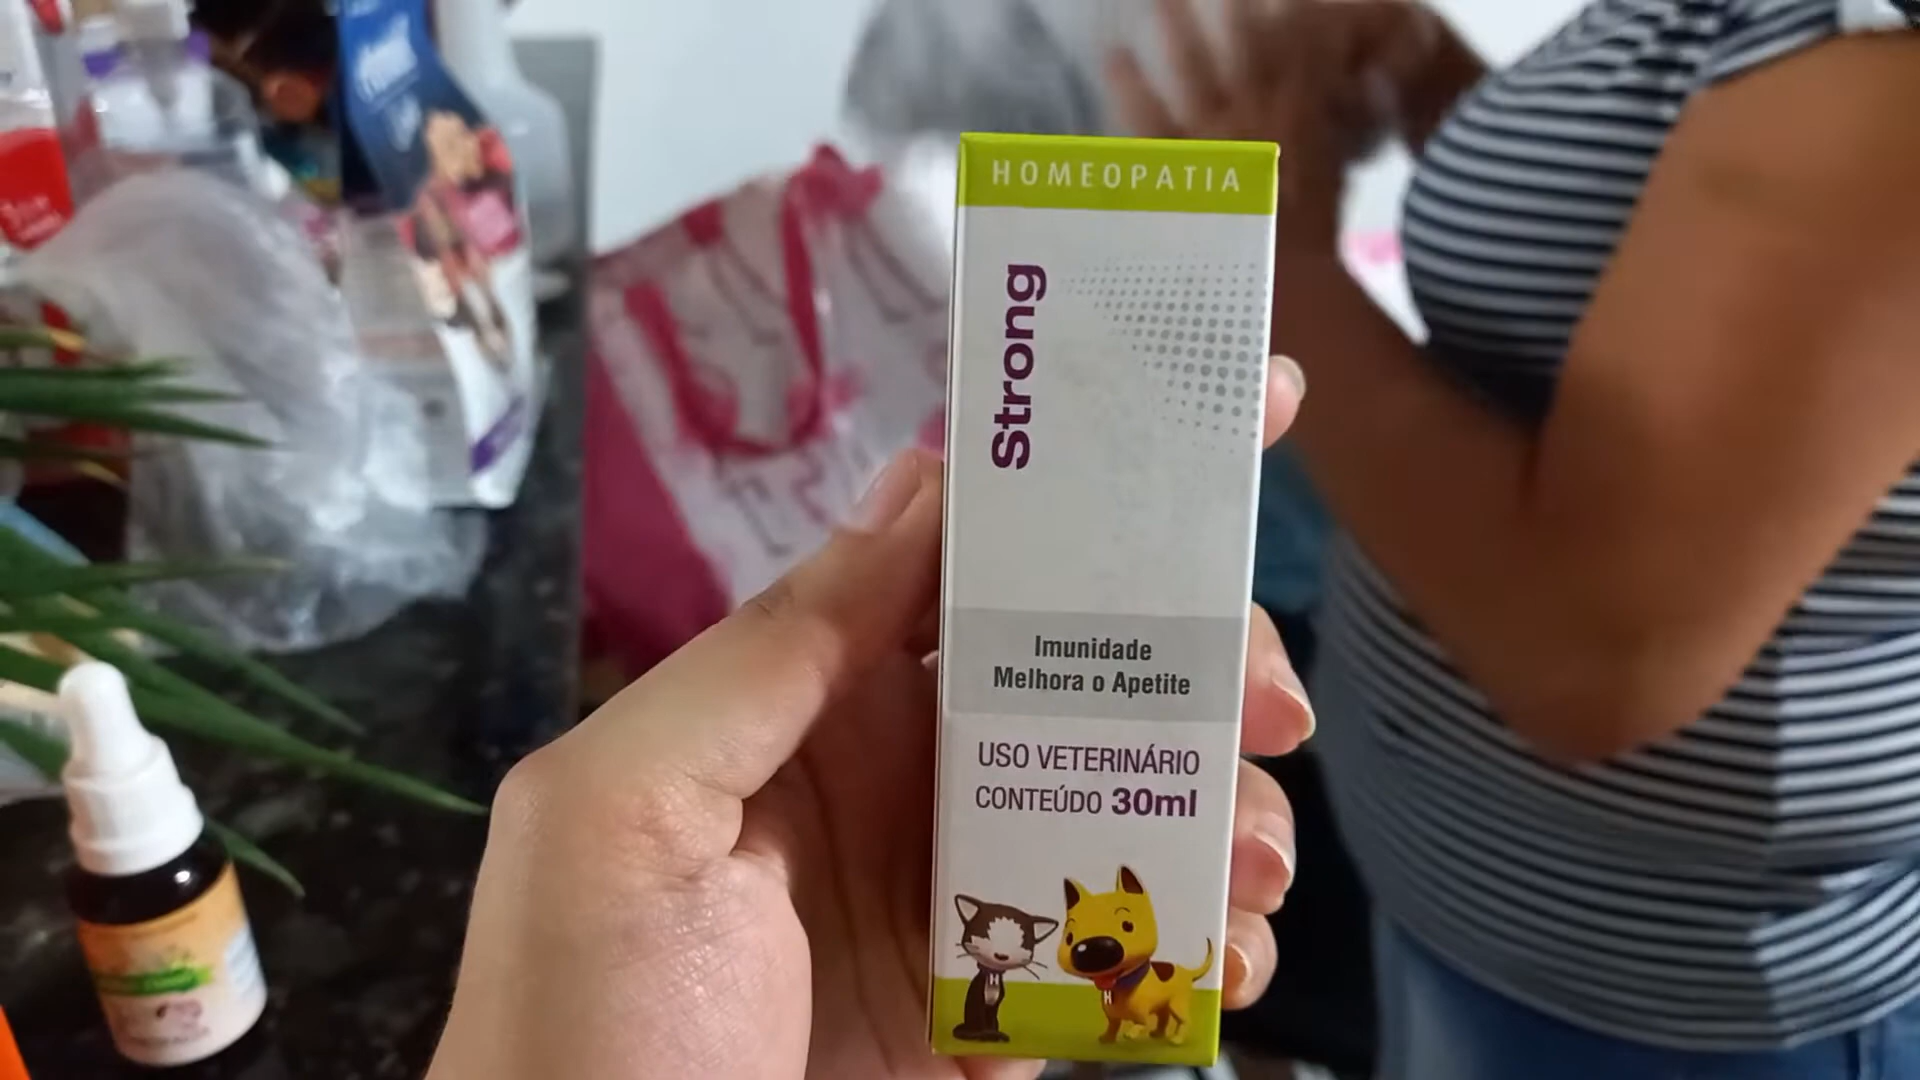 HOMEOPATIA
Strong
Imunidade
Melhora o Apetite
USO VETERINÁRIO
CONTEÚDO 30ml
H
H